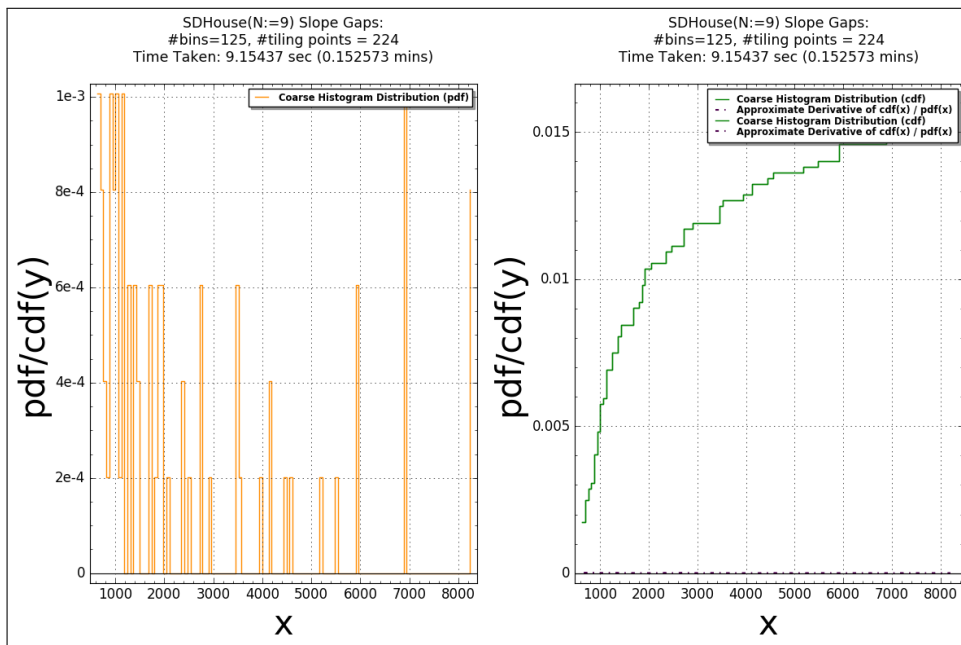 SDHouse(N:=9) Slope Gaps:
#bins=125, #tiling points = 224
Time Taken: 9.15437 sec (0.152573 mins)
Coarse Histogram Distribution (pdf)
1e-3
8e-4
6e-4
4e-4
2e-4
0
pdf/cdf(y)
1000 2000 3000 4000 5000 6000 7000 8000
x
SDHouse(N:=9) Slope Gaps:
#bins=125, #tiling points = 224
Time Taken: 9.15437 sec (0.152573 mins)
Coarse Histogram Distribution (cdf)
Approximate Derivative of cdf(x) / pdf(x)
Coarse Histogram Distribution (cdf)
Approximate Derivative of cdf(x) / pdf(x)
0.015
0.01
0.005
0
pdf/cdf(y)
1000 2000 3000 4000 5000 6000 7000 8000
x